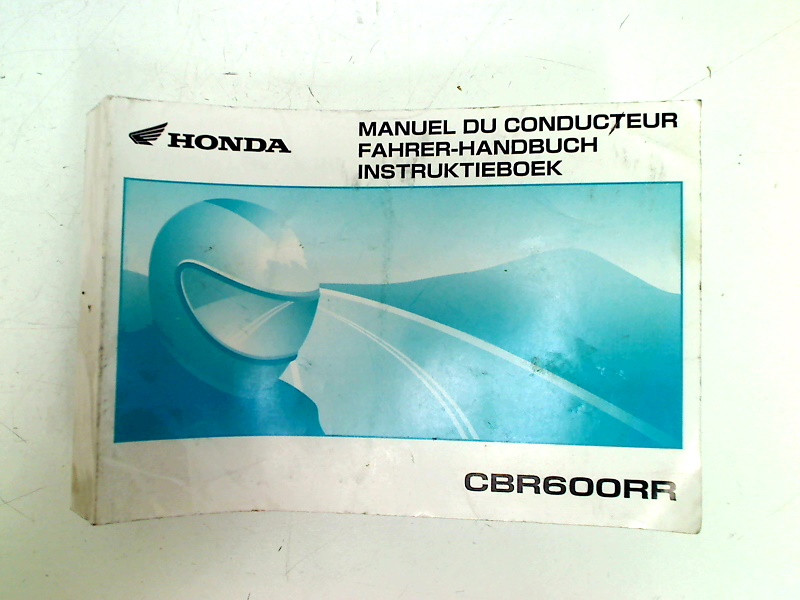 HONDA
MANUEL DU CONDUCTEUR
FAHRER-HANDBUCH
INSTRUKTIEBOEK
CBR600RR